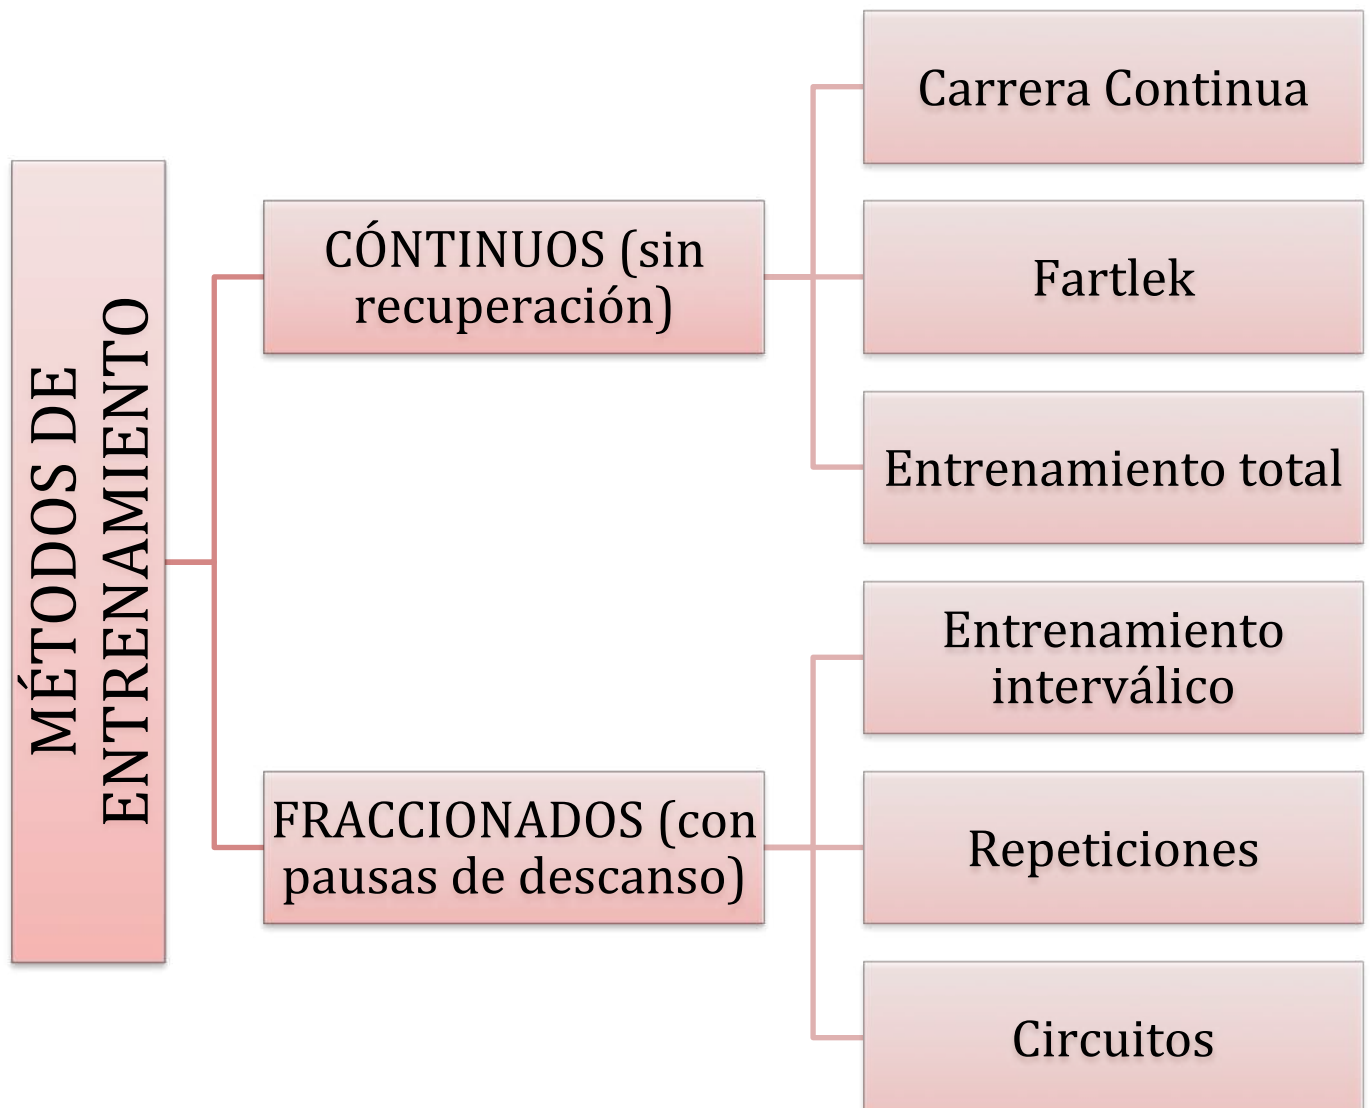 MÉTODOS DE
ENTRENAMIENTO
CÓNTINUOS (sin
recuperación)
Carrera Continua
Fartlek
Entrenamiento total
FRACCIONADOS (con
pausas de descanso)
Entrenamiento
interválico
Repeticiones
Circuitos